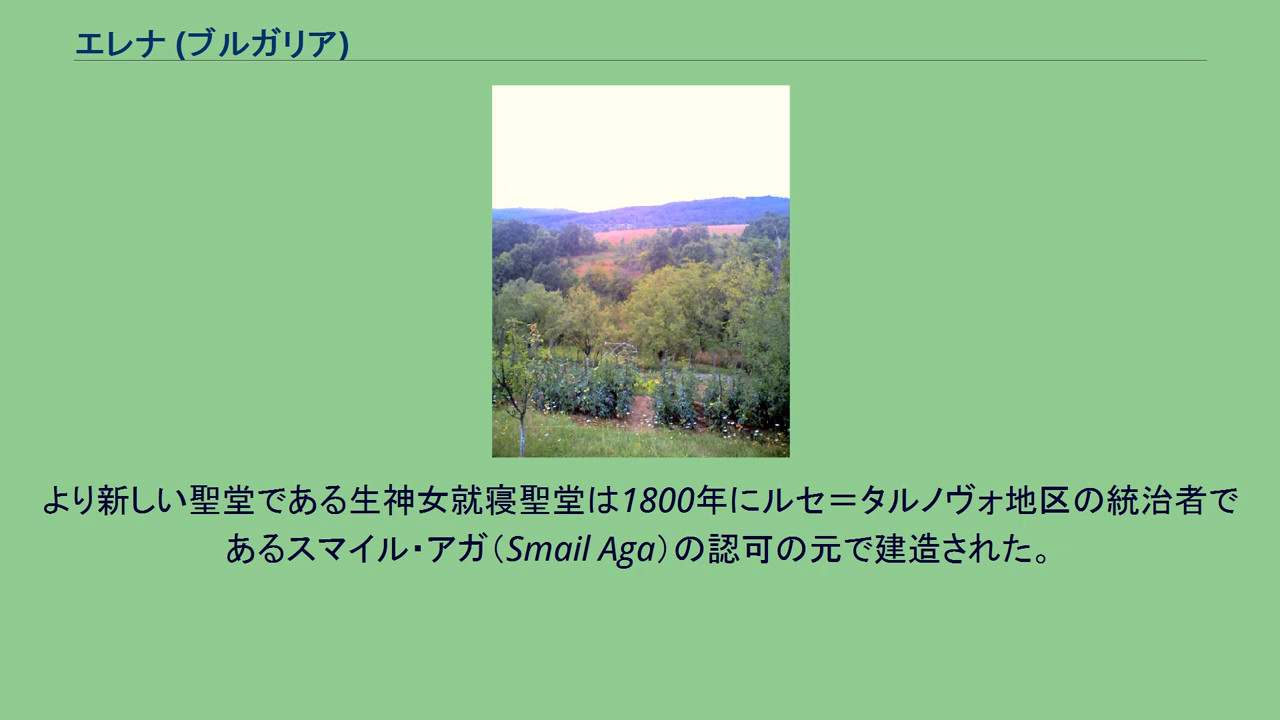 エレナ (ブルガリア)
より新しい聖堂である生神女就寝聖堂は1800年にルセ＝タルノヴォ地区の統治者で
あるスマイル・アガ（Smail Aga）の認可の元で建造された。